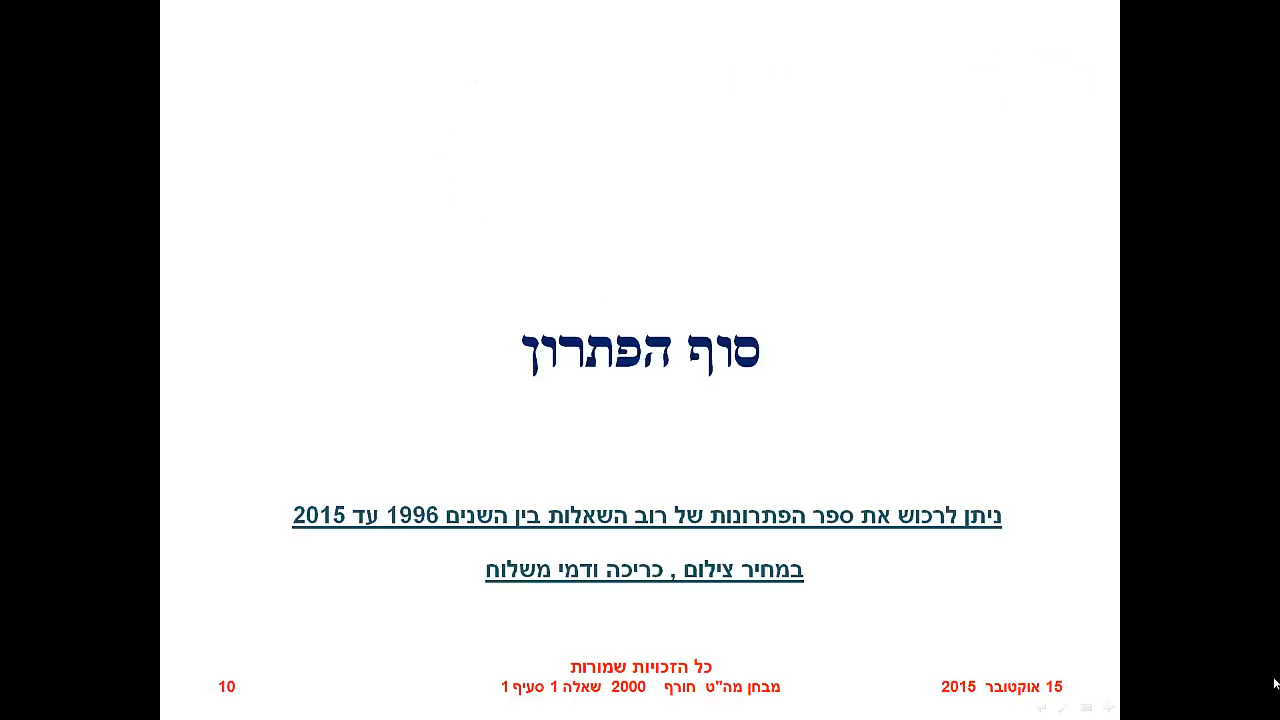 סוף הפתרון
ניתן לרכוש את ספר הפתרונות של רוב השאלות בין השנים 1996 עד 2015
במחיר צילום , כריכה ודמי משלוח
כל הזכויות שמורות
15 אוקטובר 2015 מבחן מה"ט חורף 2000 שאלה 1 סעיף 1 10